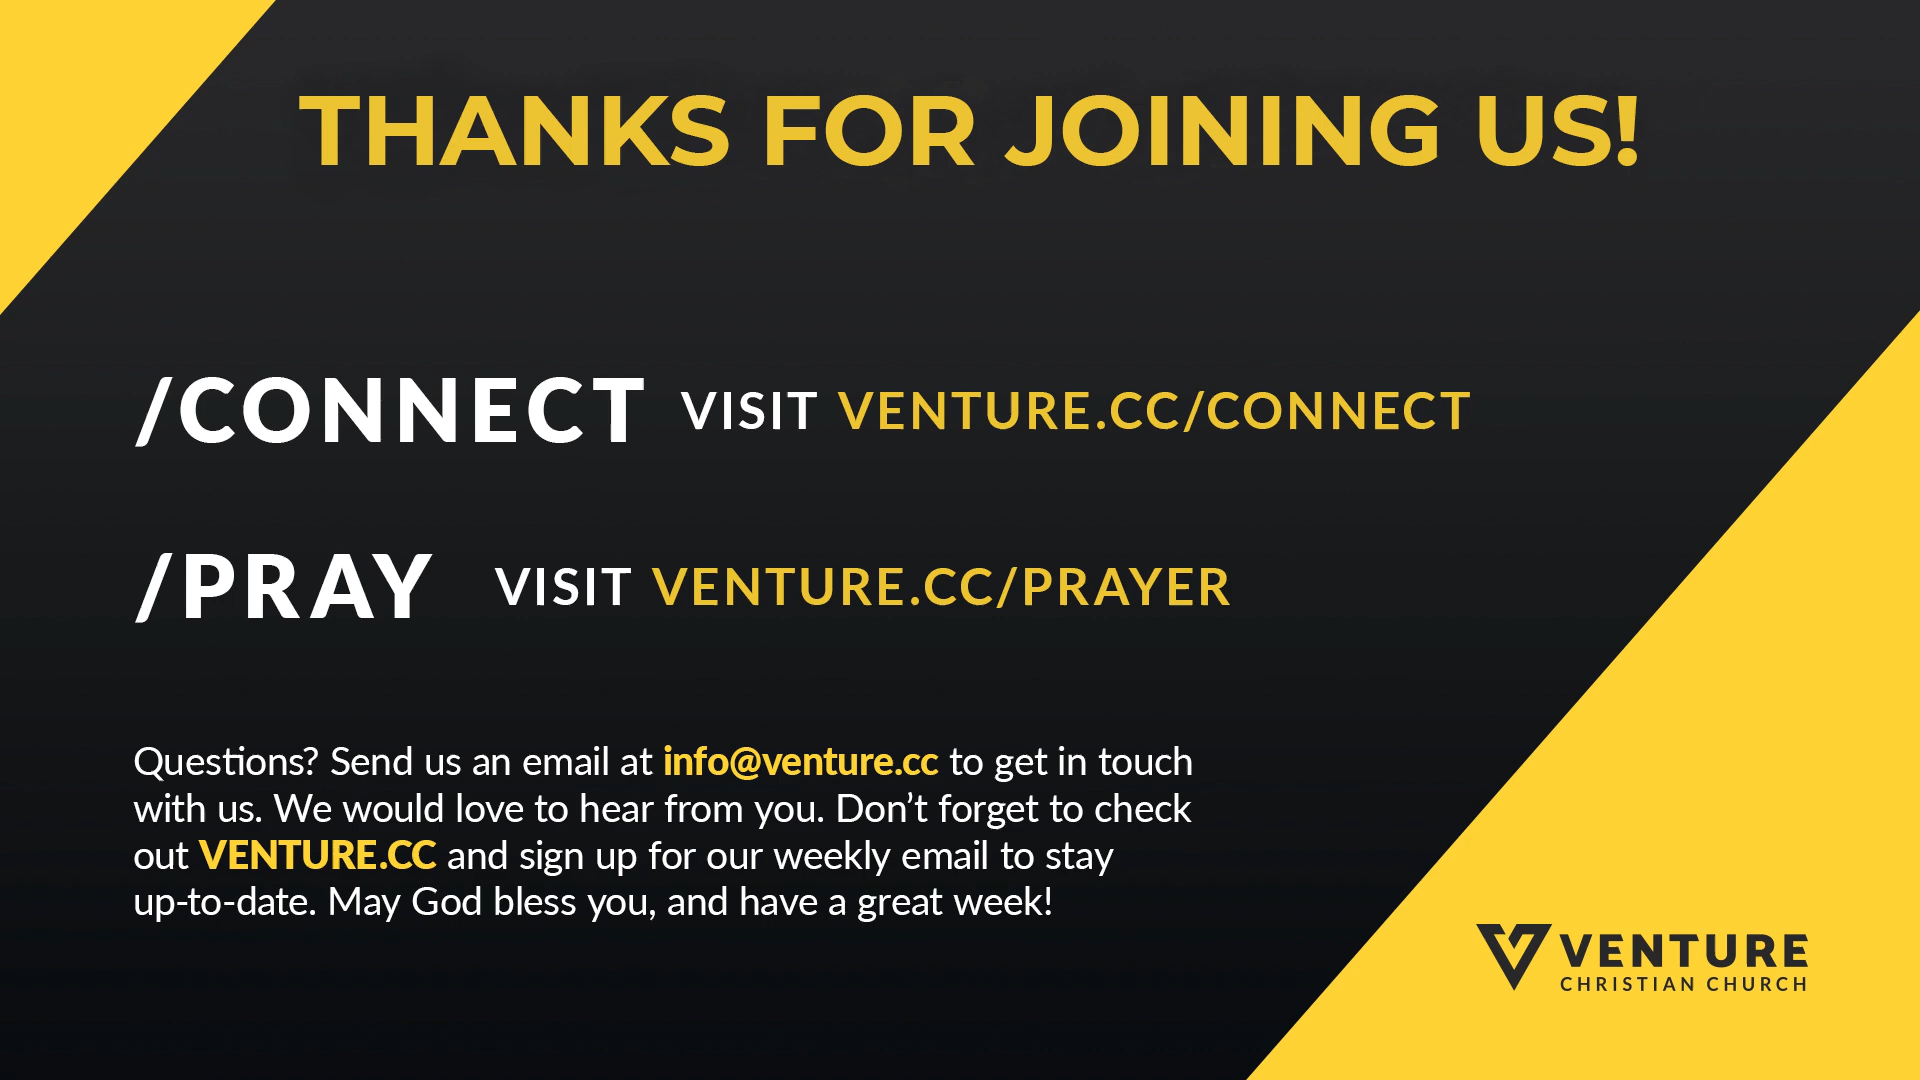 THANKS FOR JOINING US!
/CONNECT VISIT VENTURE.CC/CONNECT
/PRAY VISIT VENTURE.CC/PRAYER
Questions? Send us an email at info@venture.cc to get in touch
with us. We would love to hear from you. Don’t forget to check
out VENTURE.CC and sign up for our weekly email to stay
up-to-date. May God bless you, and have a great week!
VENTURE
CHRISTIAN CHURCH